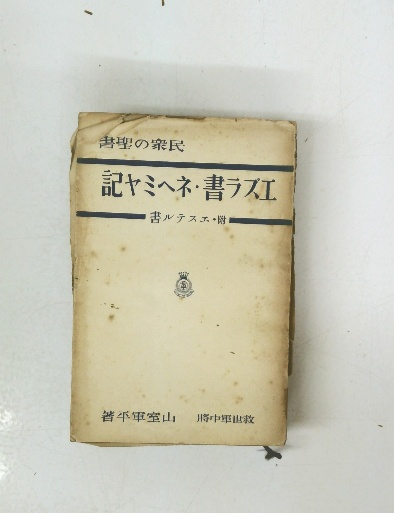 民衆の聖書
エズラ書・ネヘミヤ記
附・エステル書
救世軍中將 山室軍平著